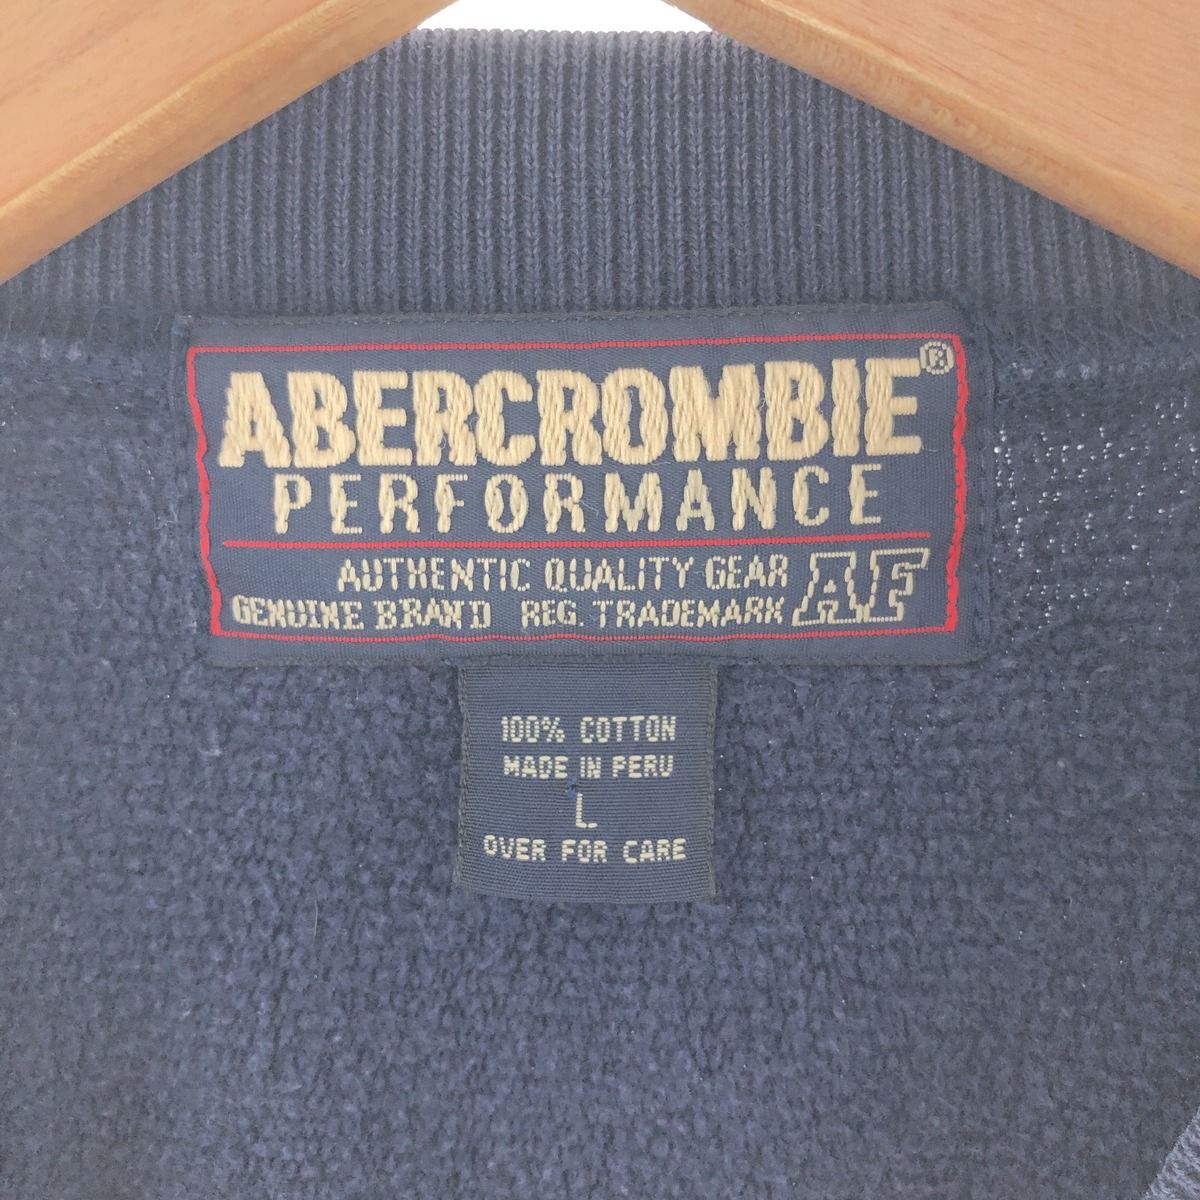 ABERCROMBIE®
PERFORMANCE
AUTHENTIC QUALITY GEAR
GENUINE BRAND REG. TRADEMARK AF
100% COTTON
MADE IN PERU
L
OVER FOR CARE